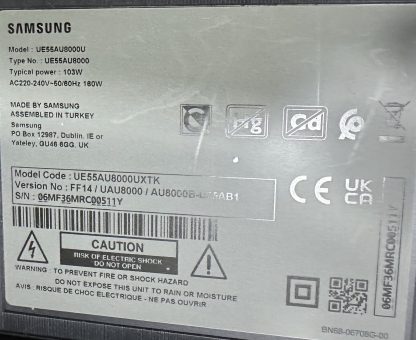 SAMSUNG
Model : UE55AU8000U
Type No. : UE55AU8000
Typical power : 103W
AC220-240V~50/60Hz 160W
MADE BY SAMSUNG
ASSEMBLED IN TURKEY
Samsung
PO Box 12987, Dublin. IE or
Yateley, GU46 6GG. UK
Hg Cd
Model Code : UE55AU8000UXTK
Version No : FF14 / UAU8000 /
S/N : 06MF36MRC00511Y
CE UK CA
06MF36MRC00511Y
CAUTION
RISK OF ELECTRIC SHOCK
DO NOT OPEN
WARNING : TO PREVENT FIRE OR SHOCK HAZARD
DO NOT EXPOSE THIS UNIT TO RAIN OR MOISTURE
AVIS : RISQUE DE CHOC ELECTRIQUE - NE PAS OUVRIR
BN68-06708G-00